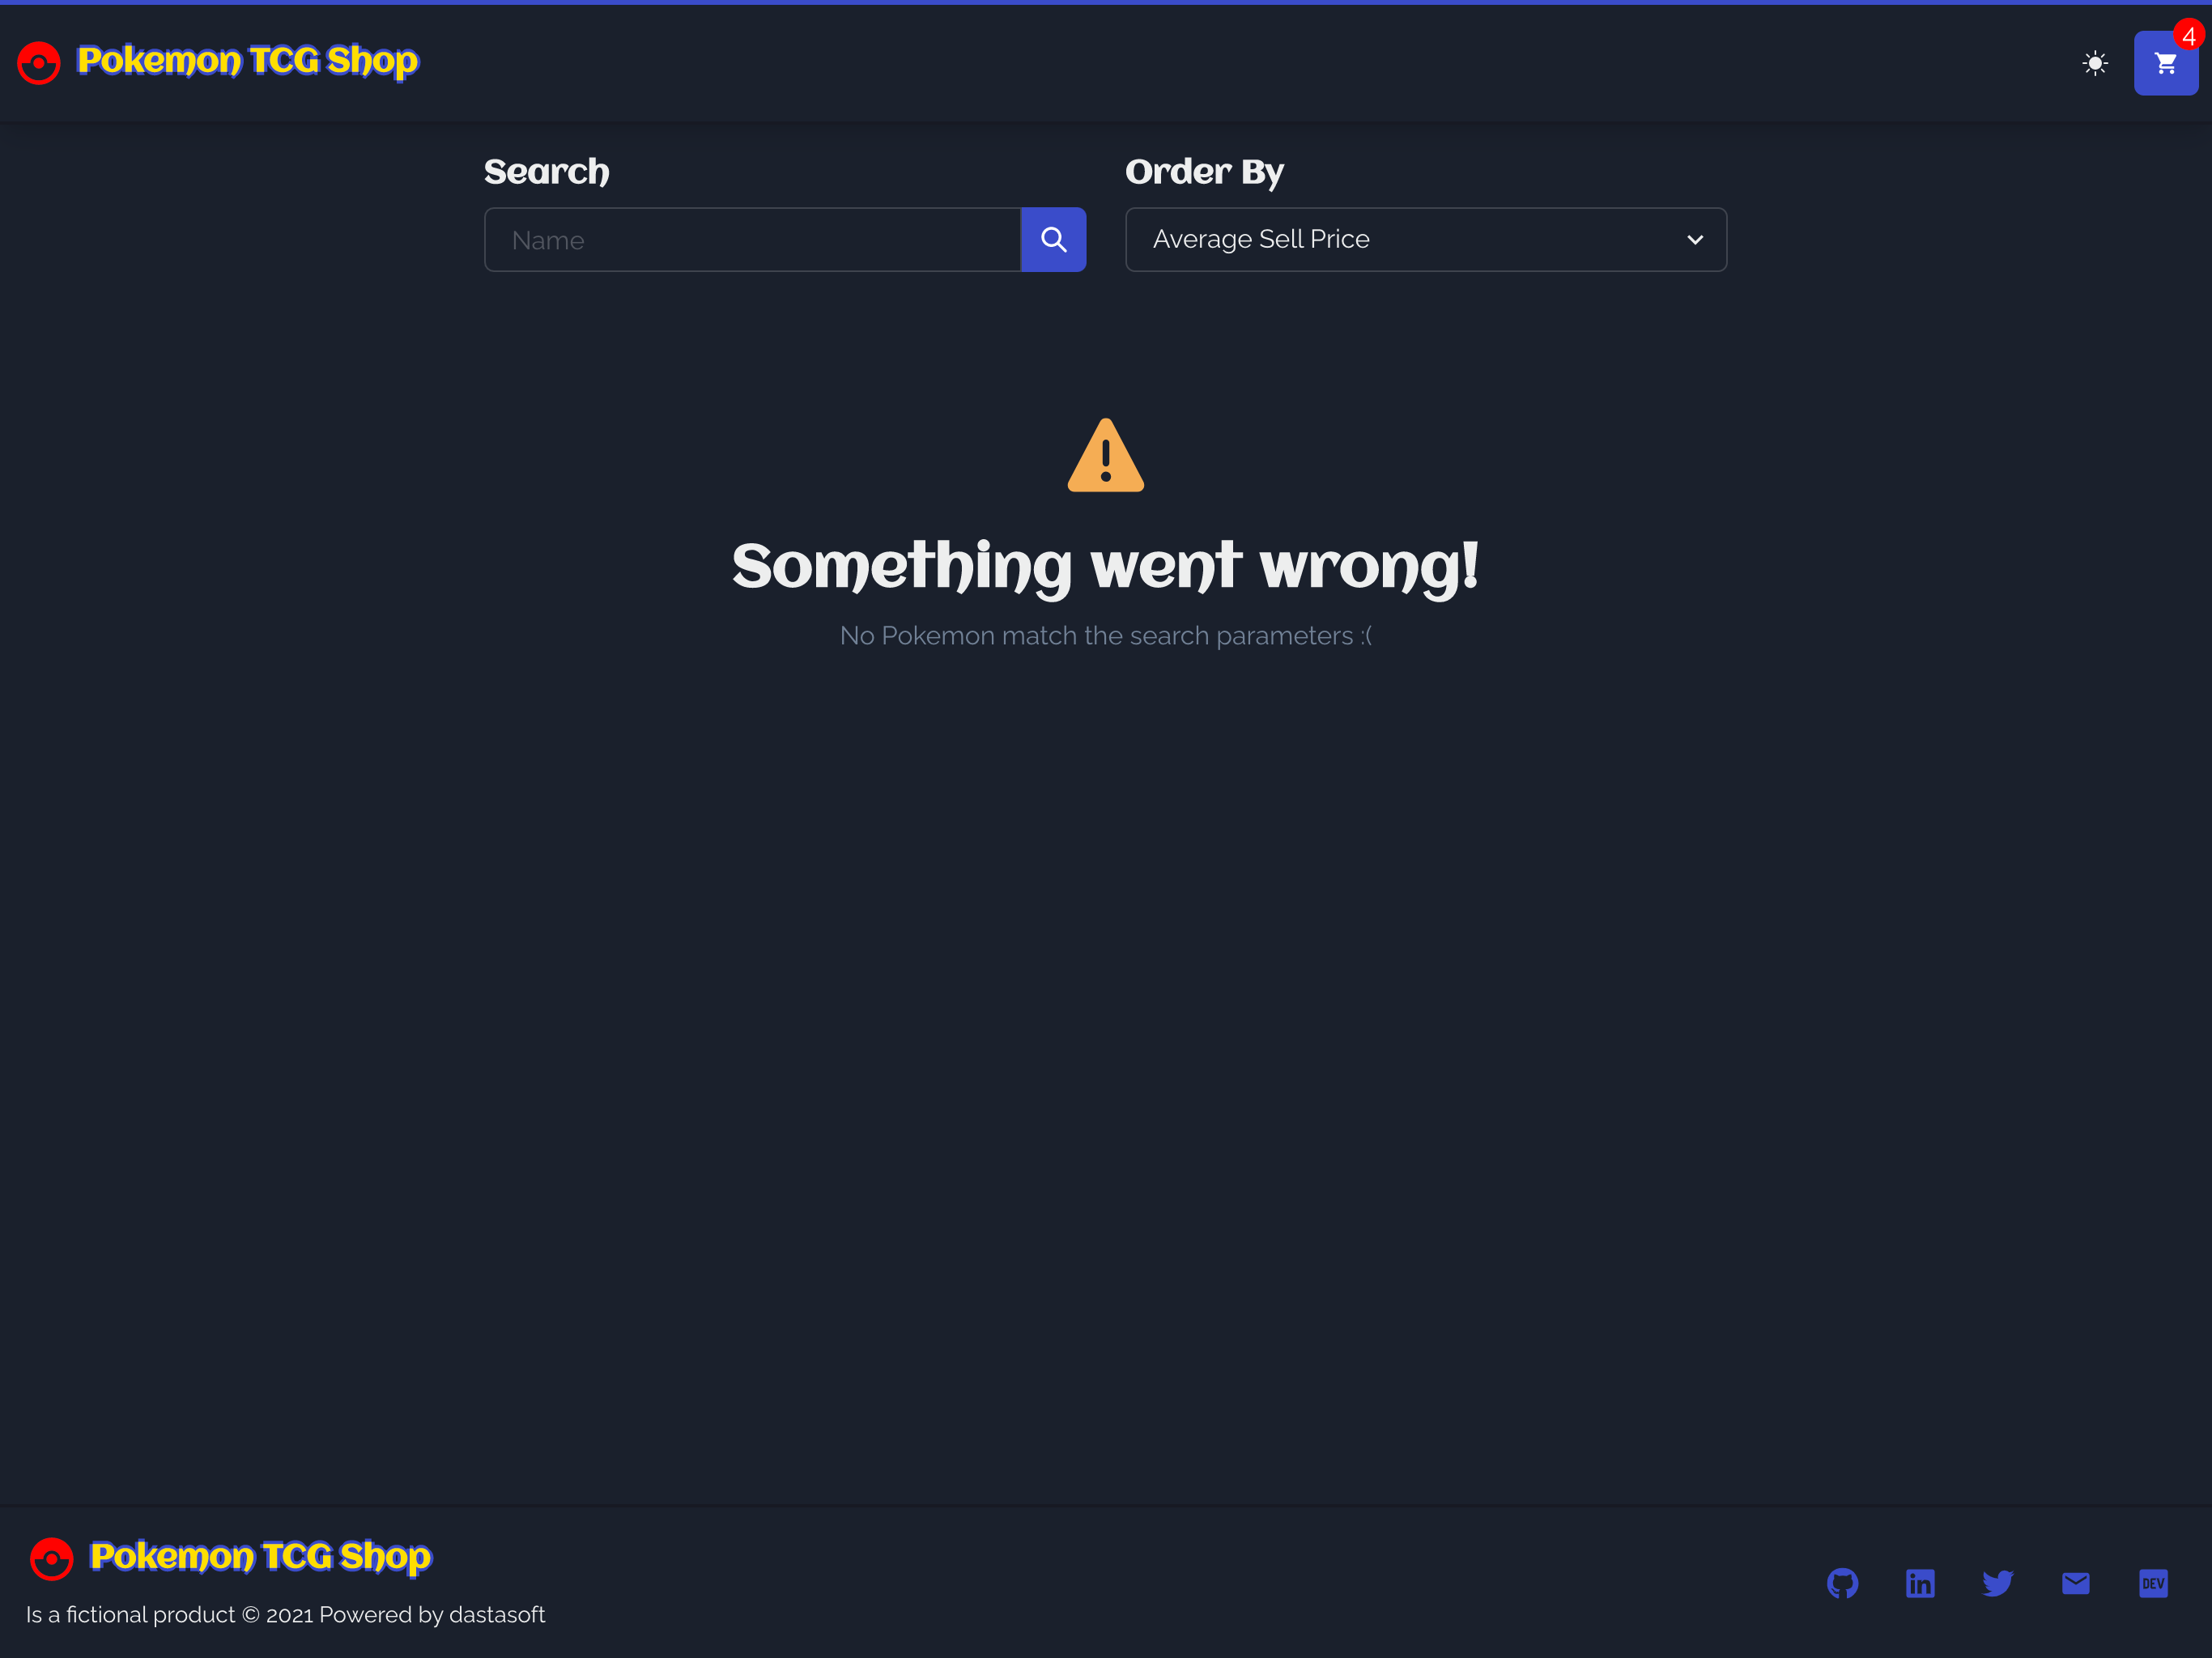 Pokemon TCG Shop
4
Search
Order By
Name
Average Sell Price
Something went wrong!
No Pokemon match the search parameters :(
Pokemon TCG Shop
Is a fictional product © 2021 Powered by dastasoft
in
DEV